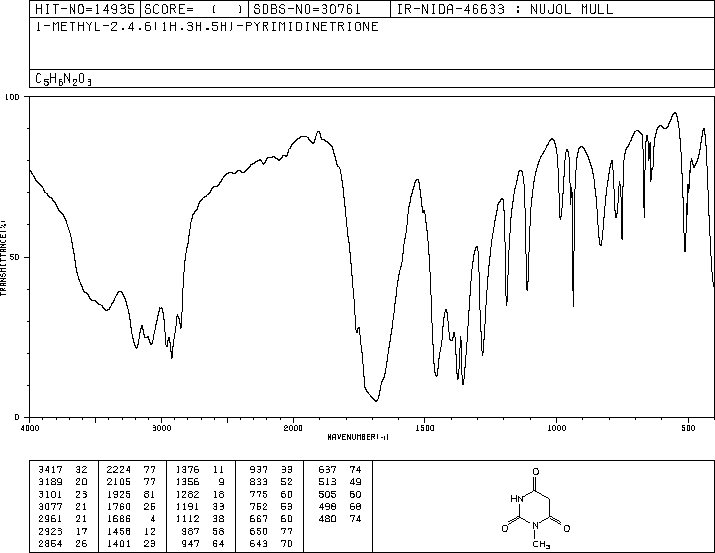 HIT-NO=14935 SCORE= ( ) SDBS-NO=30761 IR-NIDA-46633 : NUJOL MULL
1-METHYL-2,4,6(1H,3H,5H)-PYRIMIDINETRIONE
C5H6N2O3
100
50
0
TRANSMITTANCE(%)
4000 3000 2000 1500 1000 500
WAVENUMBER(-1)
3417 32 2224 77 1376 11 937 33 637 74
3189 20 2105 77 1356 9 833 52 513 49
3101 23 1925 81 1282 18 775 60 505 60
3077 21 1760 26 1191 33 752 53 498 68
2961 21 1686 4 1112 38 667 60 480 74
2923 17 1458 12 987 58 650 77
2854 26 1401 23 947 64 643 70
O
HN
O N O
CH3